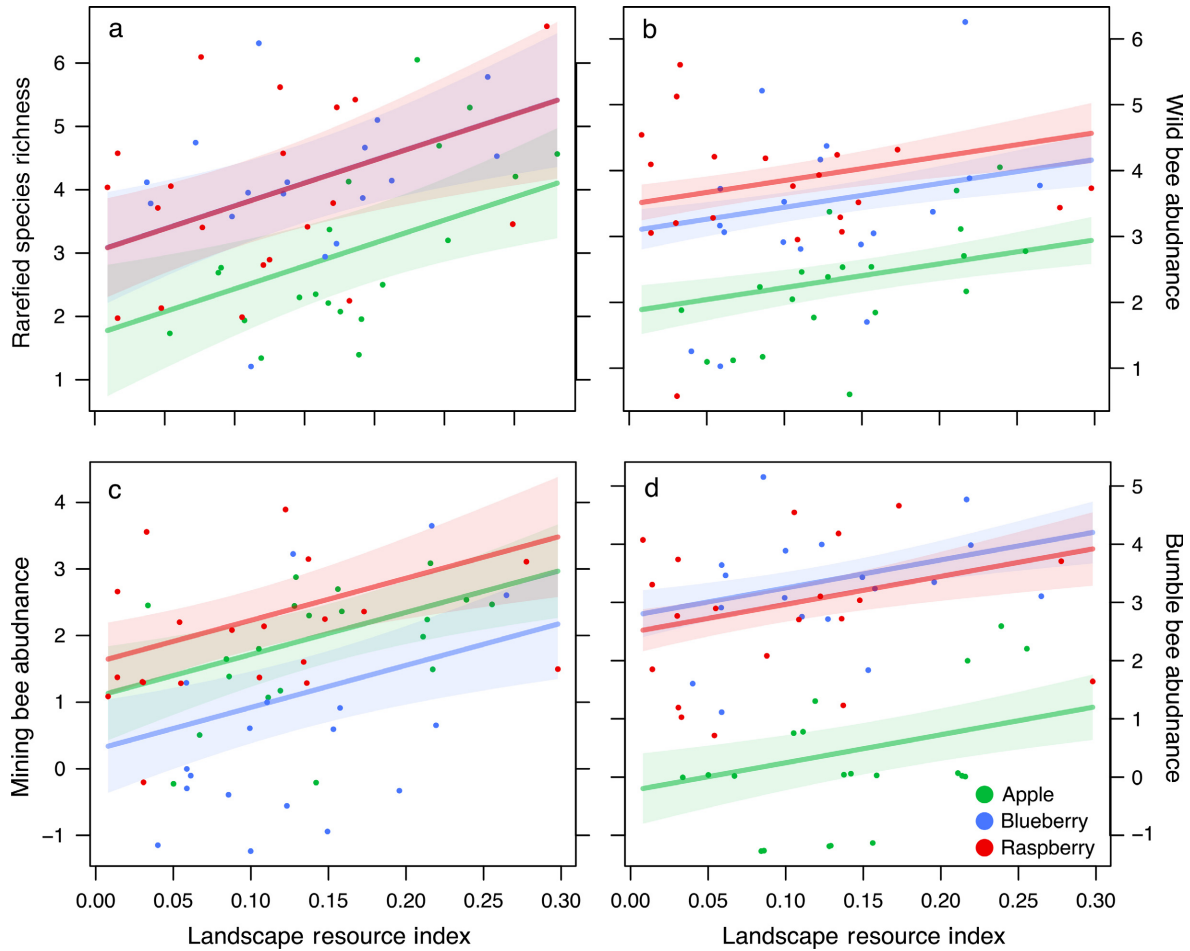 a
6
5
4
3
2
1
Rarefied species richness
b
6
5
4
3
2
1
Wild bee abudnance
c
4
3
2
1
0
−1
Mining bee abudnance
0.00 0.05 0.10 0.15 0.20 0.25 0.30
Landscape resource index
d
5
4
3
2
1
0
−1
Bumble bee abudnance
Apple
Blueberry
Raspberry
0.00 0.05 0.10 0.15 0.20 0.25 0.30
Landscape resource index